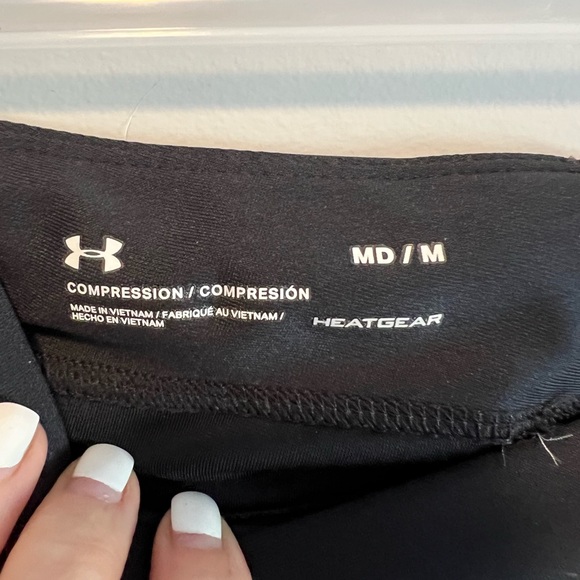 MD / M
COMPRESSION / COMPRESIÓN
MADE IN VIETNAM / FABRIQUÉ AU VIETNAM /
HECHO EN VIETNAM
HEATGEAR